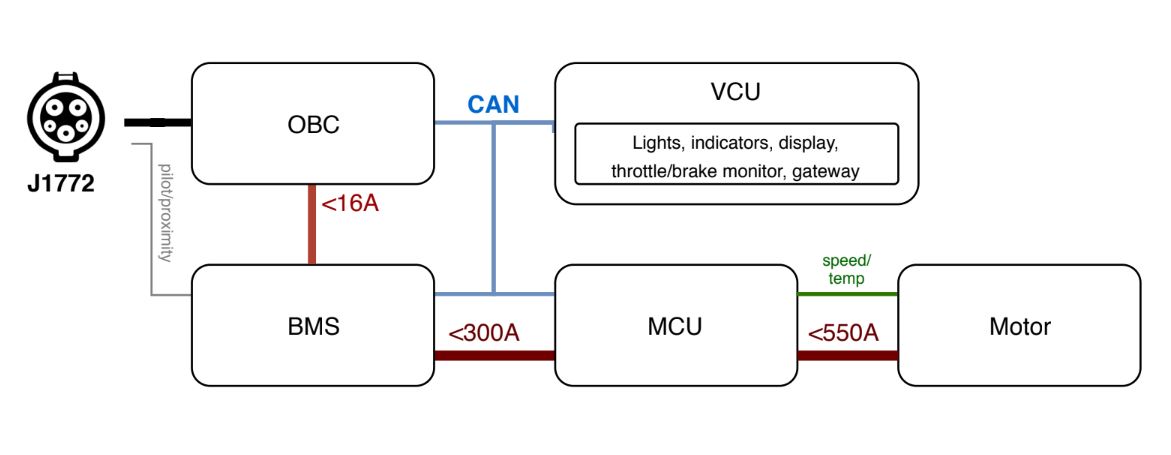 J1772
pilot/proximity
OBC
CAN
VCU
Lights, indicators, display,
throttle/brake monitor, gateway
<16A
BMS
<300A
MCU
speed/
temp
<550A
Motor